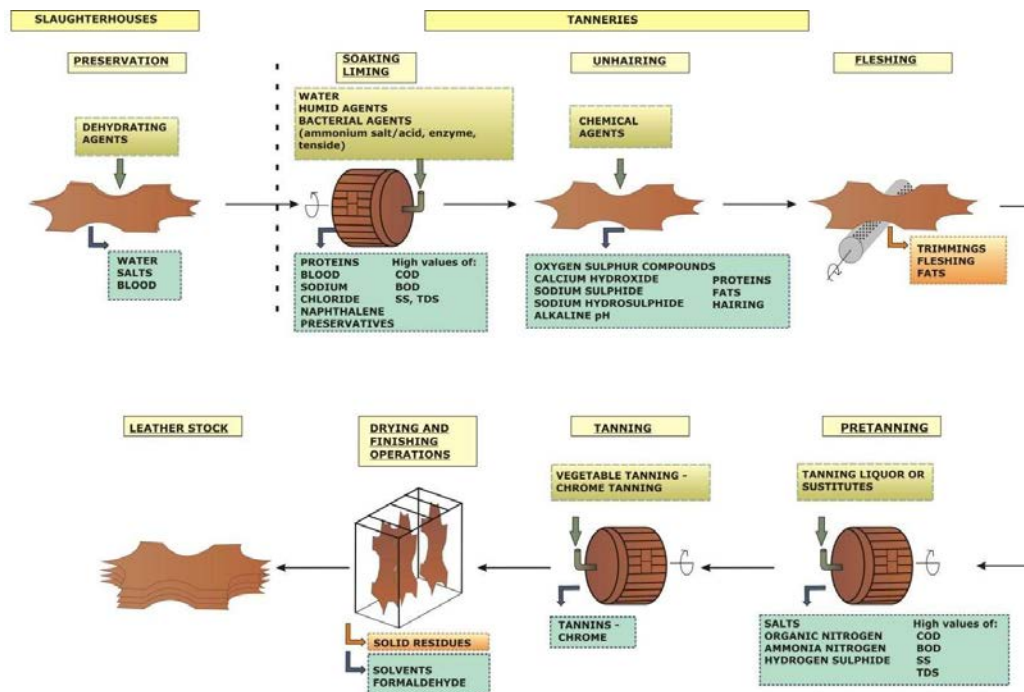 SLAUGHTERHOUSES
TANNERIES
PRESERVATION
SOAKING
LIMING
UNHAIRING
FLESHING
DEHYDRATING
AGENTS
WATER
HUMID AGENTS
BACTERIAL AGENTS
(ammonium salt/acid, enzyme,
tenside)
CHEMICAL
AGENTS
WATER
SALTS
BLOOD
PROTEINS
BLOOD
SODIUM
CHLORIDE
NAPHTHALENE
PRESERVATIVES
High values of:
COD
BOD
SS, TDS
OXYGEN SULPHUR COMPOUNDS
CALCIUM HYDROXIDE
SODIUM SULPHIDE
SODIUM HYDROSULPHIDE
ALKALINE pH
PROTEINS
FATS
HAIRING
TRIMMINGS
FLESHING
FATS
LEATHER STOCK
DRYING AND
FINISHING
OPERATIONS
TANNING
PRETANNING
VEGETABLE TANNING -
CHROME TANNING
TANNING LIQUOR OR
SUSTITUTES
SOLID RESIDUES
SOLVENTS
FORMALDEHYDE
TANNINS -
CHROME
SALTS
ORGANIC NITROGEN
AMMONIA NITROGEN
HYDROGEN SULPHIDE
High values of:
COD
BOD
SS
TDS